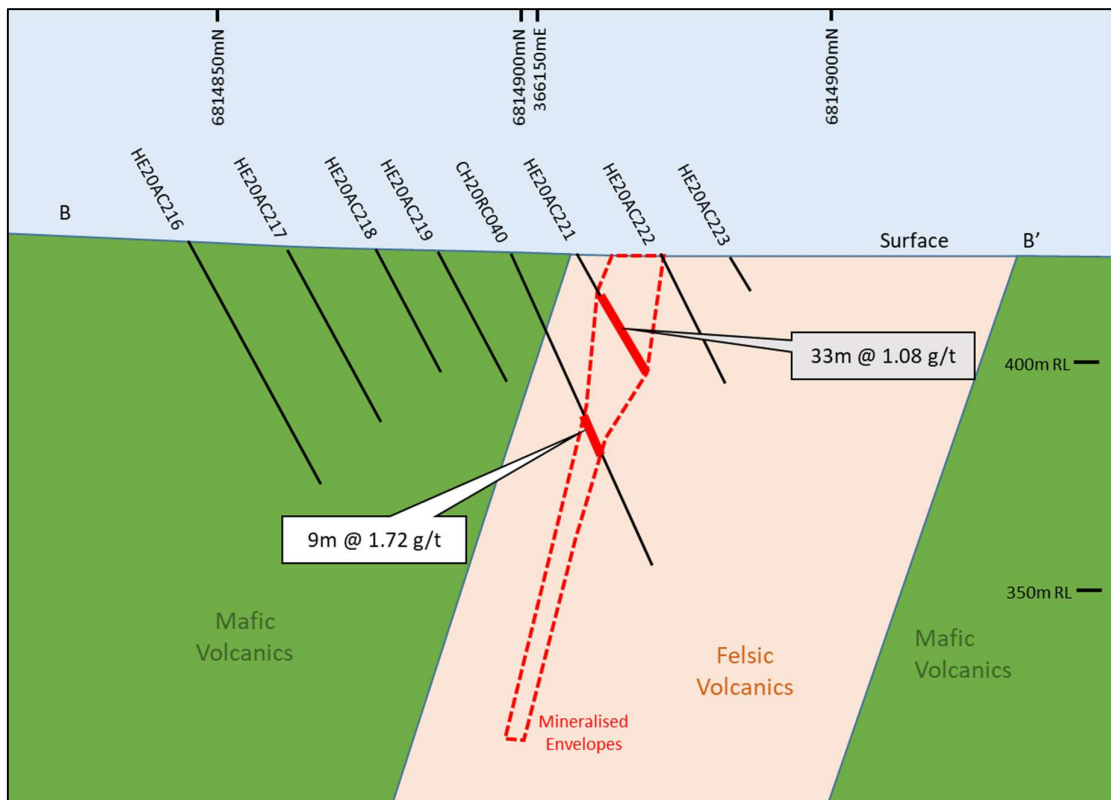 6814850mN
6814900mN
366150mE
6814900mN
HE20AC216
HE20AC217
HE20AC218
HE20AC219
CH20RC040
HE20AC221
HE20AC222
HE20AC223
B
Surface
B’
33m @ 1.08 g/t
400m RL
9m @ 1.72 g/t
350m RL
Mafic
Volcanics
Felsic
Volcanics
Mafic
Volcanics
Mineralised
Envelopes